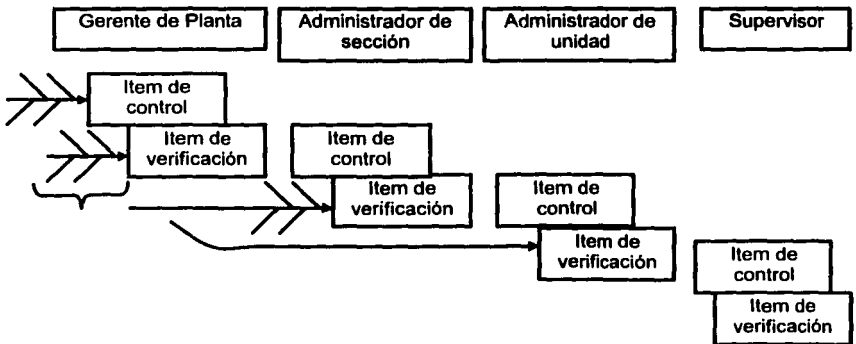 Gerente de Planta
Administrador de
sección
Administrador de
unidad
Supervisor
Item de
control
Item de
verificación
Item de
control
Item de
verificación
Item de
control
Item de
verificación
Item de
control
Item de
verificación